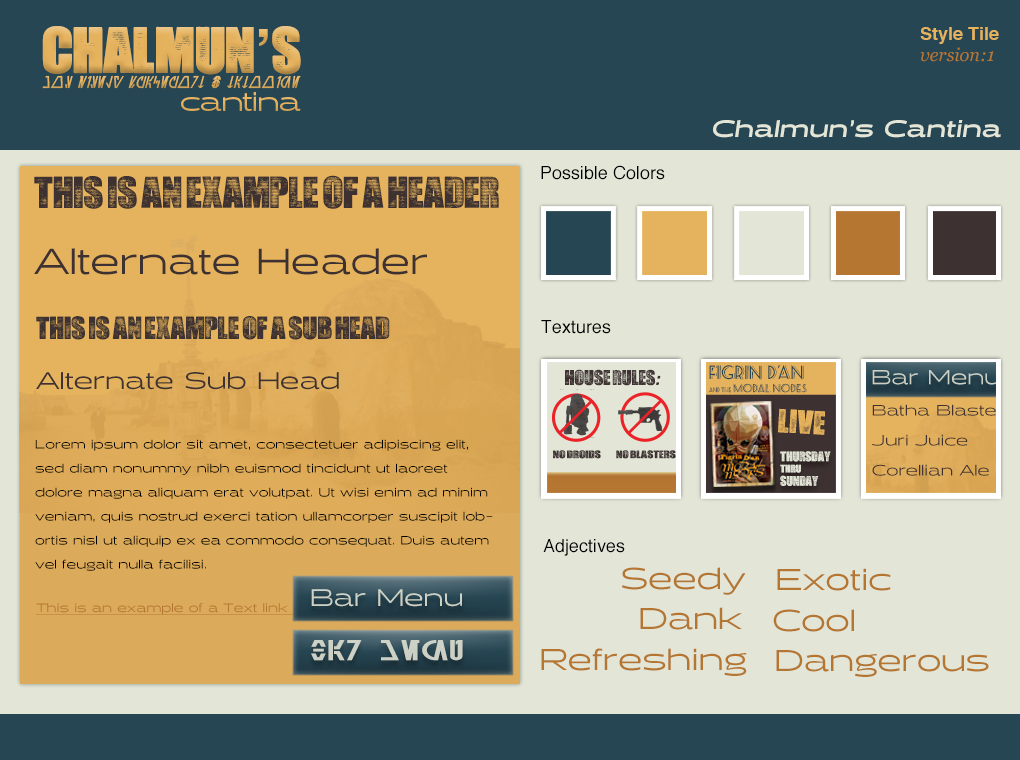 CHALMUN'S
cantina
Style Tile
version:1
Chalmun's Cantina
THIS IS AN EXAMPLE OF A HEADER
Alternate Header
THIS IS AN EXAMPLE OF A SUB HEAD
Alternate Sub Head
Lorem ipsum dolor sit amet, consectetuer adipiscing elit,
sed diam nonummy nibh euismod tincidunt ut laoreet
dolore magna aliquam erat volutpat. Ut wisi enim ad minim
veniam, quis nostrud exerci tation ullamcorper suscipit lob-
ortis nisl ut aliquip ex ea commodo consequat. Duis autem
vel feugait nulla facilisi.
This is an example of a Text link
Bar Menu
Possible Colors
Textures
HOUSE RULES:
NO DROIDS
NO BLASTERS
FIGRIN D'AN
AND THE MODAL NODES
LIVE
THURSDAY
THRU
SUNDAY
Bar Menu
Batha Blaste
Juri Juice
Corellian Ale
Adjectives
Seedy
Exotic
Dank
Cool
Refreshing
Dangerous